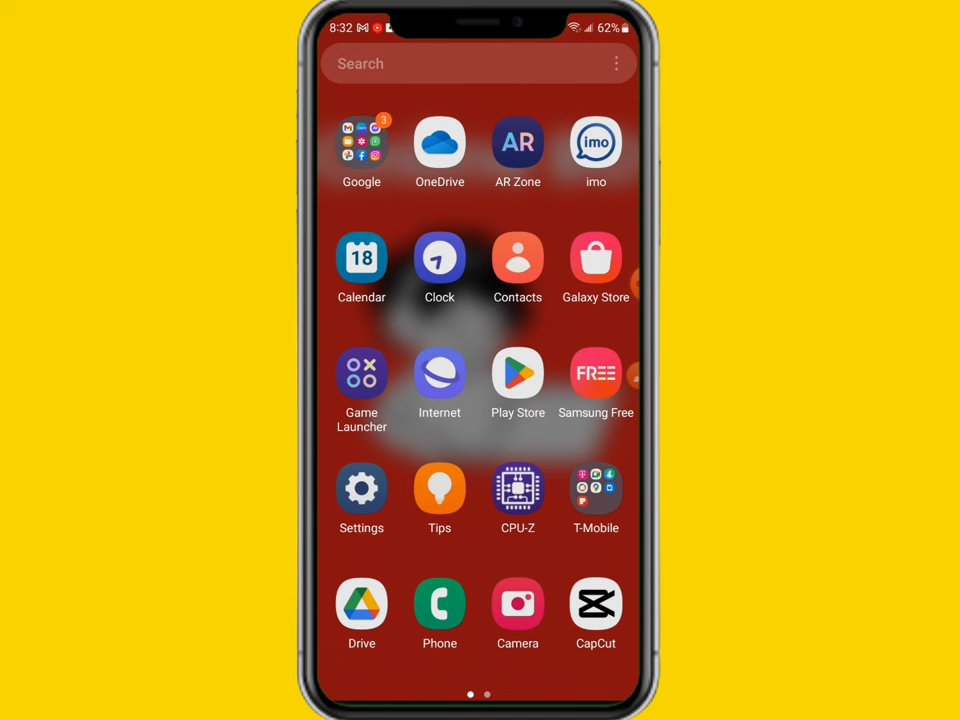 8:32 62%
Search
3
AR
imo
Google OneDrive AR Zone imo
18
Calendar Clock Contacts Galaxy Store
FREE
Game Launcher Internet Play Store Samsung Free
Settings Tips CPU-Z T-Mobile
Drive Phone Camera CapCut